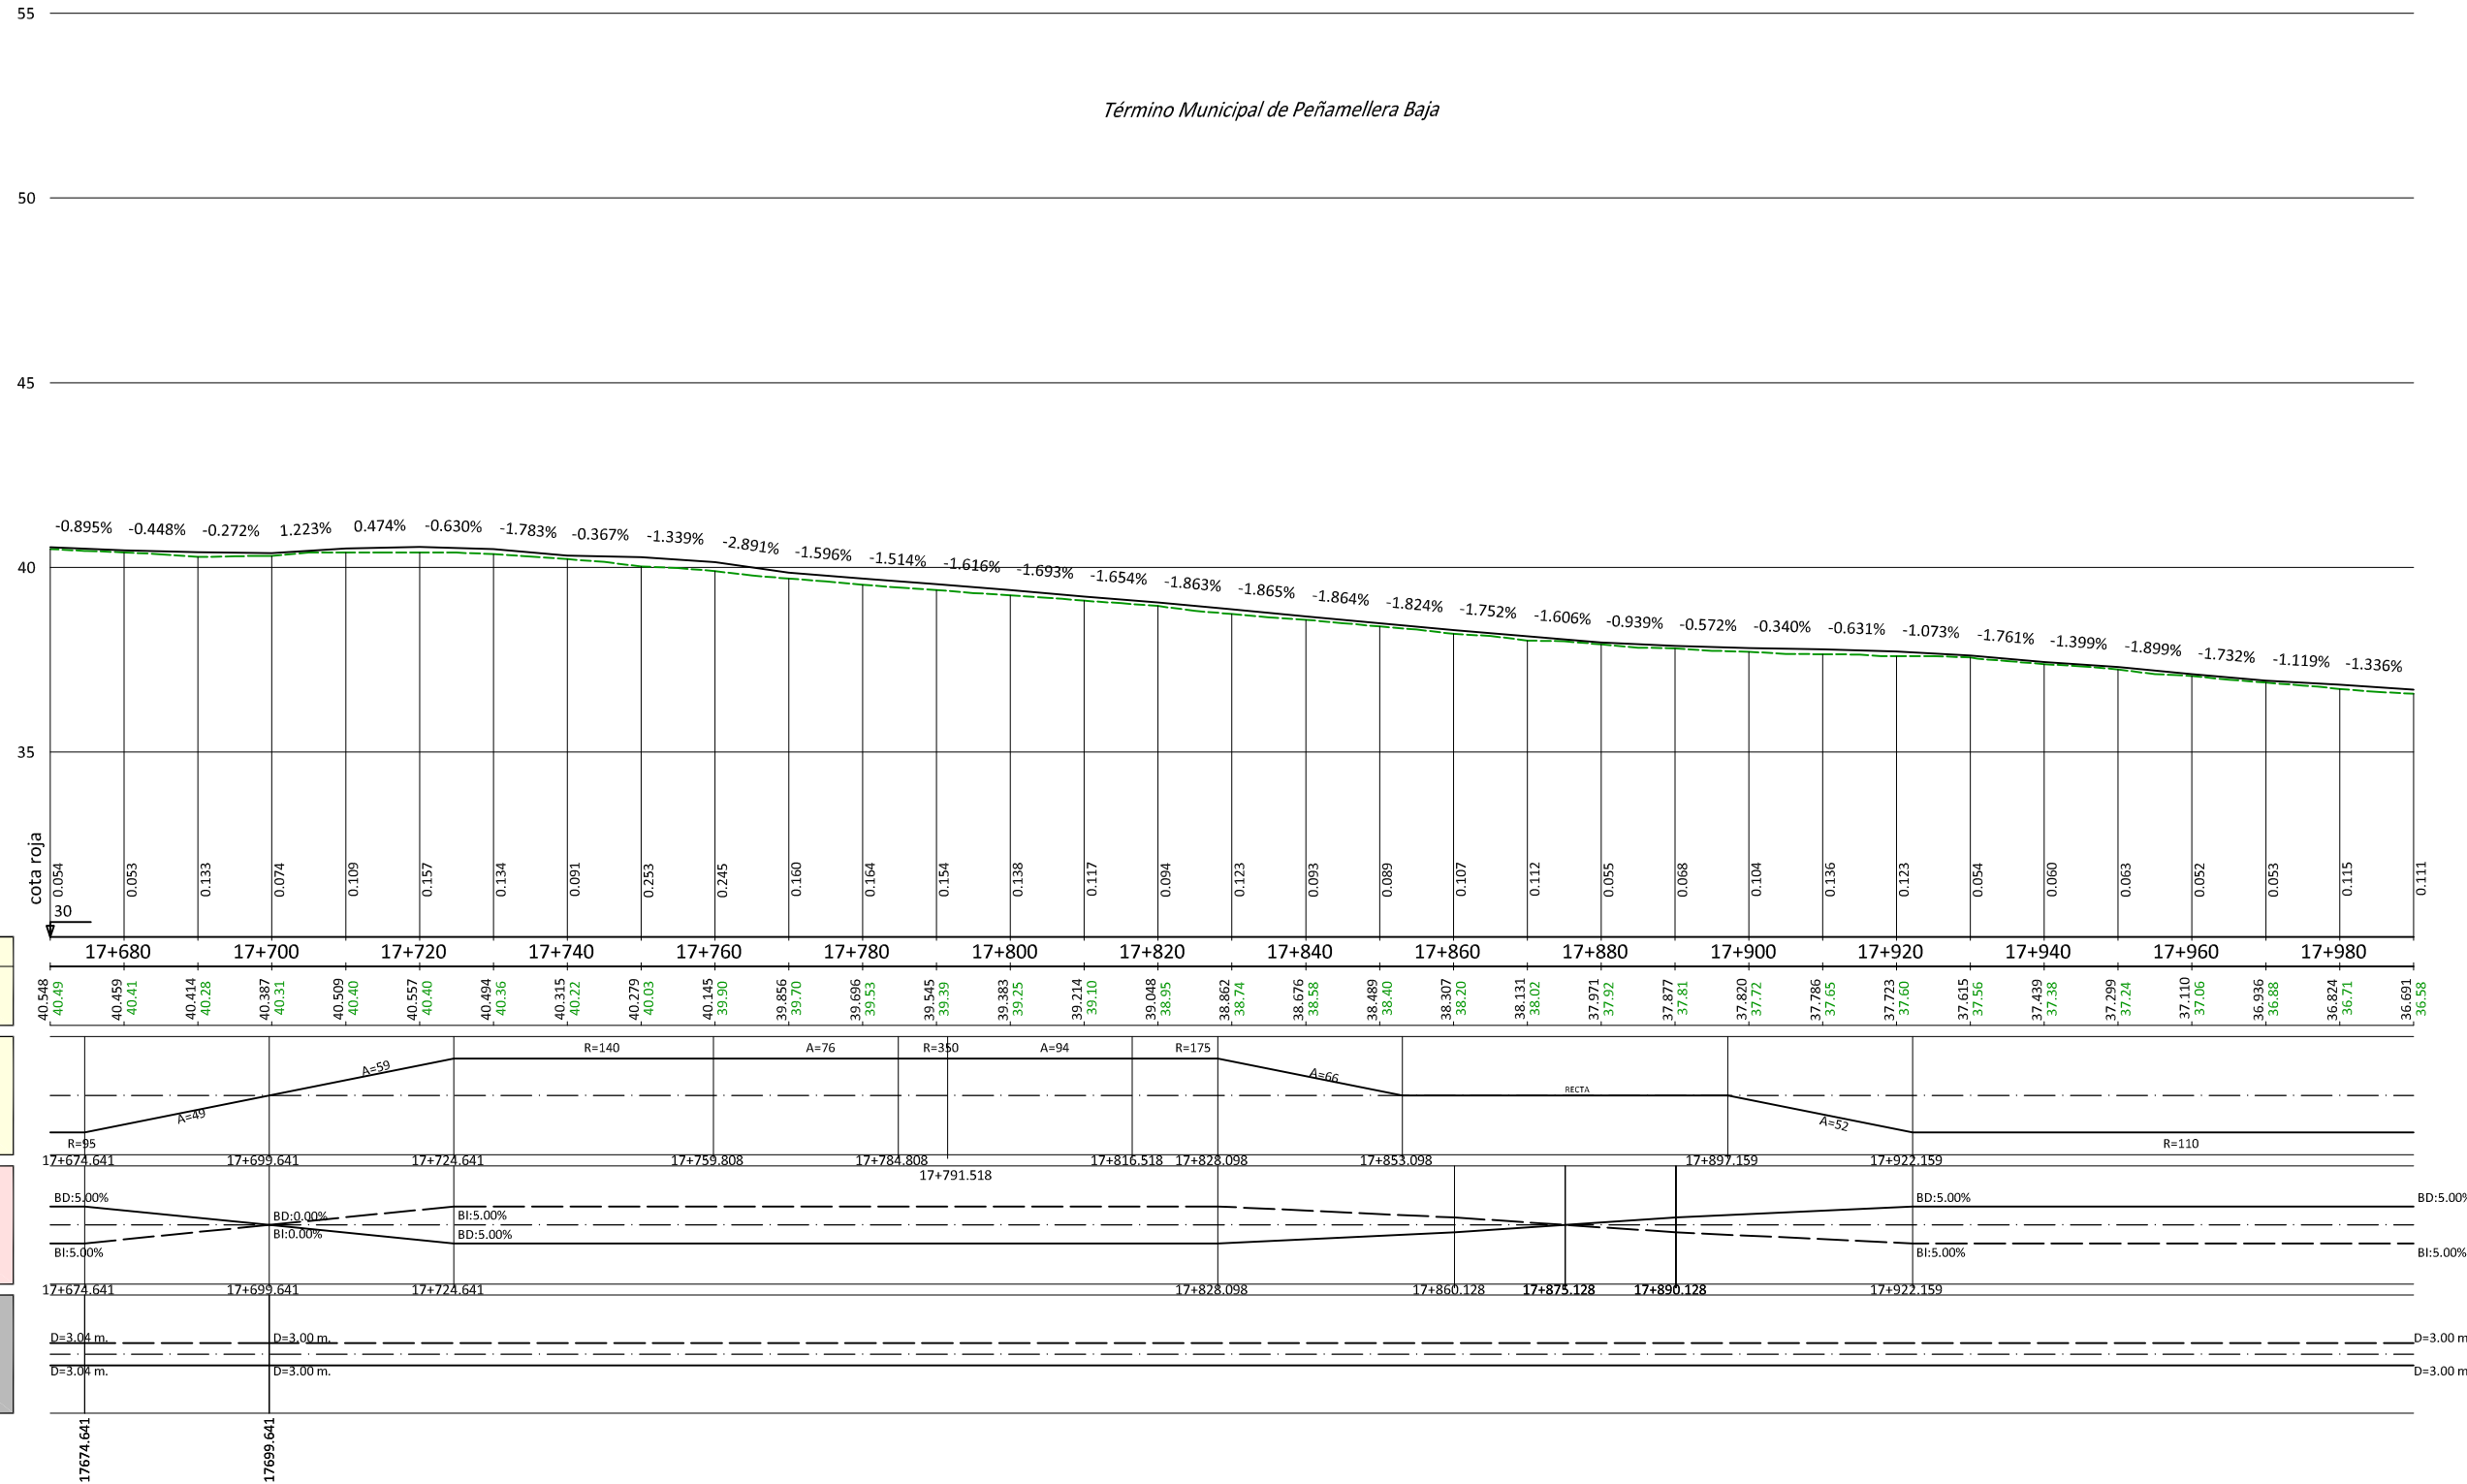 55
Término Municipal de Peñamellera Baja
50
45
-0.895% -0.448% -0.272% 1.223% 0.474% -0.630% -1.783% -0.367% -1.339% -2.891% -1.596% -1.514% -1.616% -1.693% -1.654% -1.863% -1.865% -1.864% -1.824% -1.752% -1.606% -0.939% -0.572% -0.340% -0.631% -1.073% -1.761% -1.399% -1.899% -1.732% -1.119% -1.336%
40
35
cota roja
0.054 0.053 0.133 0.074 0.109 0.157 0.134 0.091 0.253 0.245 0.160 0.164 0.154 0.138 0.117 0.094 0.123 0.093 0.089 0.107 0.112 0.055 0.068 0.104 0.136 0.123 0.054 0.060 0.063 0.052 0.053 0.115 0.111
30
17+680 17+700 17+720 17+740 17+760 17+780 17+800 17+820 17+840 17+860 17+880 17+900 17+920 17+940 17+960 17+980
40.548 40.459 40.414 40.387 40.509 40.557 40.494 40.315 40.279 40.145 39.856 39.696 39.545 39.383 39.214 39.048 38.862 38.676 38.489 38.307 38.131 37.971 37.877 37.820 37.786 37.723 37.615 37.439 37.299 37.110 36.936 36.824 36.691
40.49 40.41 40.28 40.31 40.40 40.40 40.36 40.22 40.03 39.90 39.70 39.53 39.39 39.25 39.10 38.95 38.74 38.58 38.40 38.20 38.02 37.92 37.81 37.72 37.65 37.60 37.56 37.38 37.24 37.06 36.88 36.71 36.58
R=140 A=76 R=350 A=94 R=175
A=59 A=66
RECTA
A=49 A=52
R=95 R=110
17+674.641 17+699.641 17+724.641 17+759.808 17+784.808 17+816.518 17+828.098 17+853.098 17+897.159 17+922.159
17+791.518
BD:5.00% BD:5.00% BD:5.00%
BD:0.00% BI:5.00%
BI:0.00% BD:5.00%
BI:5.00% BI:5.00% BI:5.00%
17+674.641 17+699.641 17+724.641 17+828.098 17+860.128 17+875.128 17+890.128 17+922.159
D=3.04 m. D=3.00 m. D=3.00 m
D=3.04 m. D=3.00 m. D=3.00 m
17674.641 17699.641